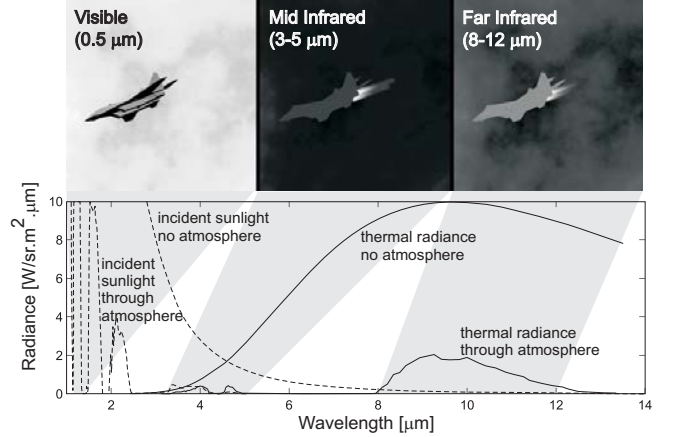 Visible
(0.5 μm)
Mid Infrared
(3-5 μm)
Far Infrared
(8-12 μm)
Radiance [W/sr.m².μm]
10
8
6
4
2
0
incident sunlight
no atmosphere
incident
sunlight
through
atmosphere
thermal radiance
no atmosphere
thermal radiance
through atmosphere
2
4
6
8
10
12
14
Wavelength [μm]